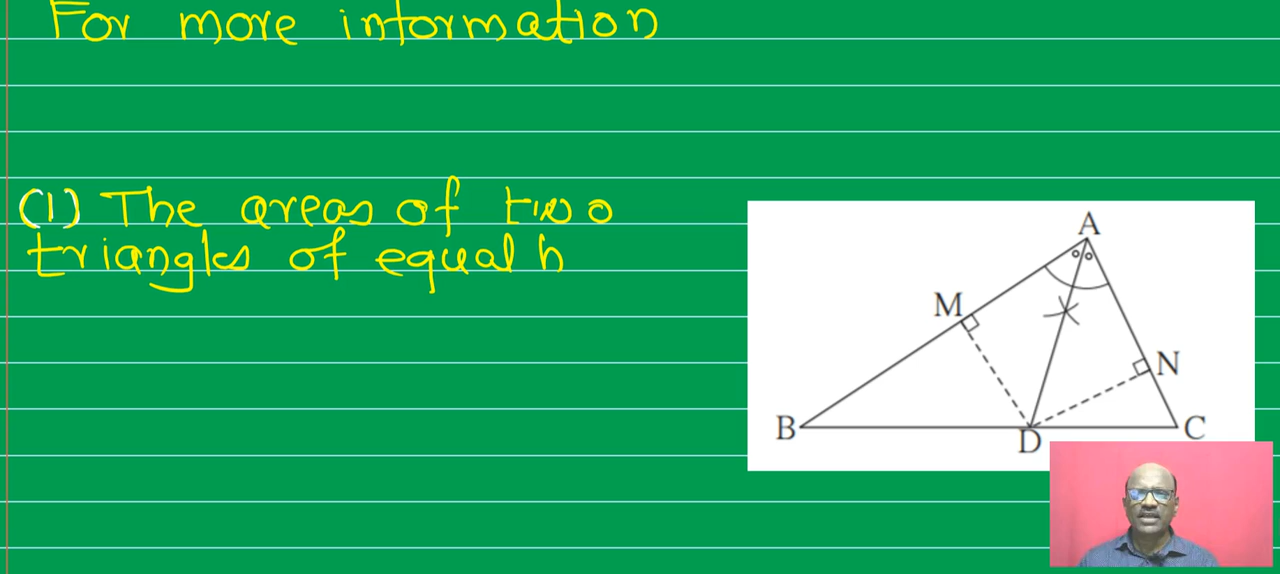 For more information
(1) The areas of two
triangles of equal h
A
M
N
B
D
C